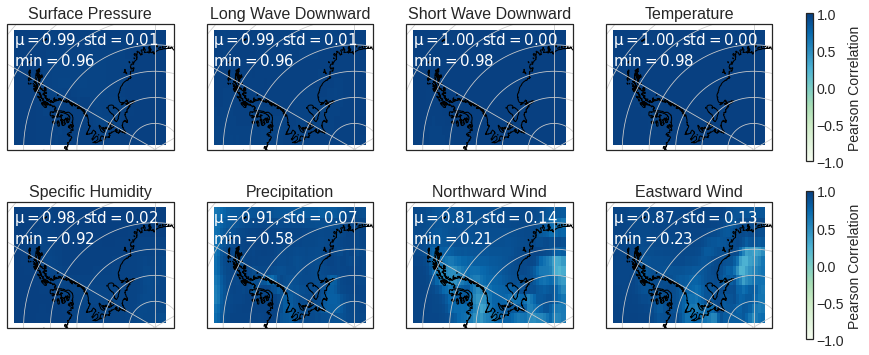 Surface Pressure
Long Wave Downward
Short Wave Downward
Temperature
μ = 0.99, std = 0.01
min = 0.96
μ = 0.99, std = 0.01
min = 0.96
μ = 1.00, std = 0.00
min = 0.98
μ = 1.00, std = 0.00
min = 0.98
1.0
0.5
0.0
−0.5
−1.0
Pearson Correlation
Specific Humidity
Precipitation
Northward Wind
Eastward Wind
μ = 0.98, std = 0.02
min = 0.92
μ = 0.91, std = 0.07
min = 0.58
μ = 0.81, std = 0.14
min = 0.21
μ = 0.87, std = 0.13
min = 0.23
1.0
0.5
0.0
−0.5
−1.0
Pearson Correlation